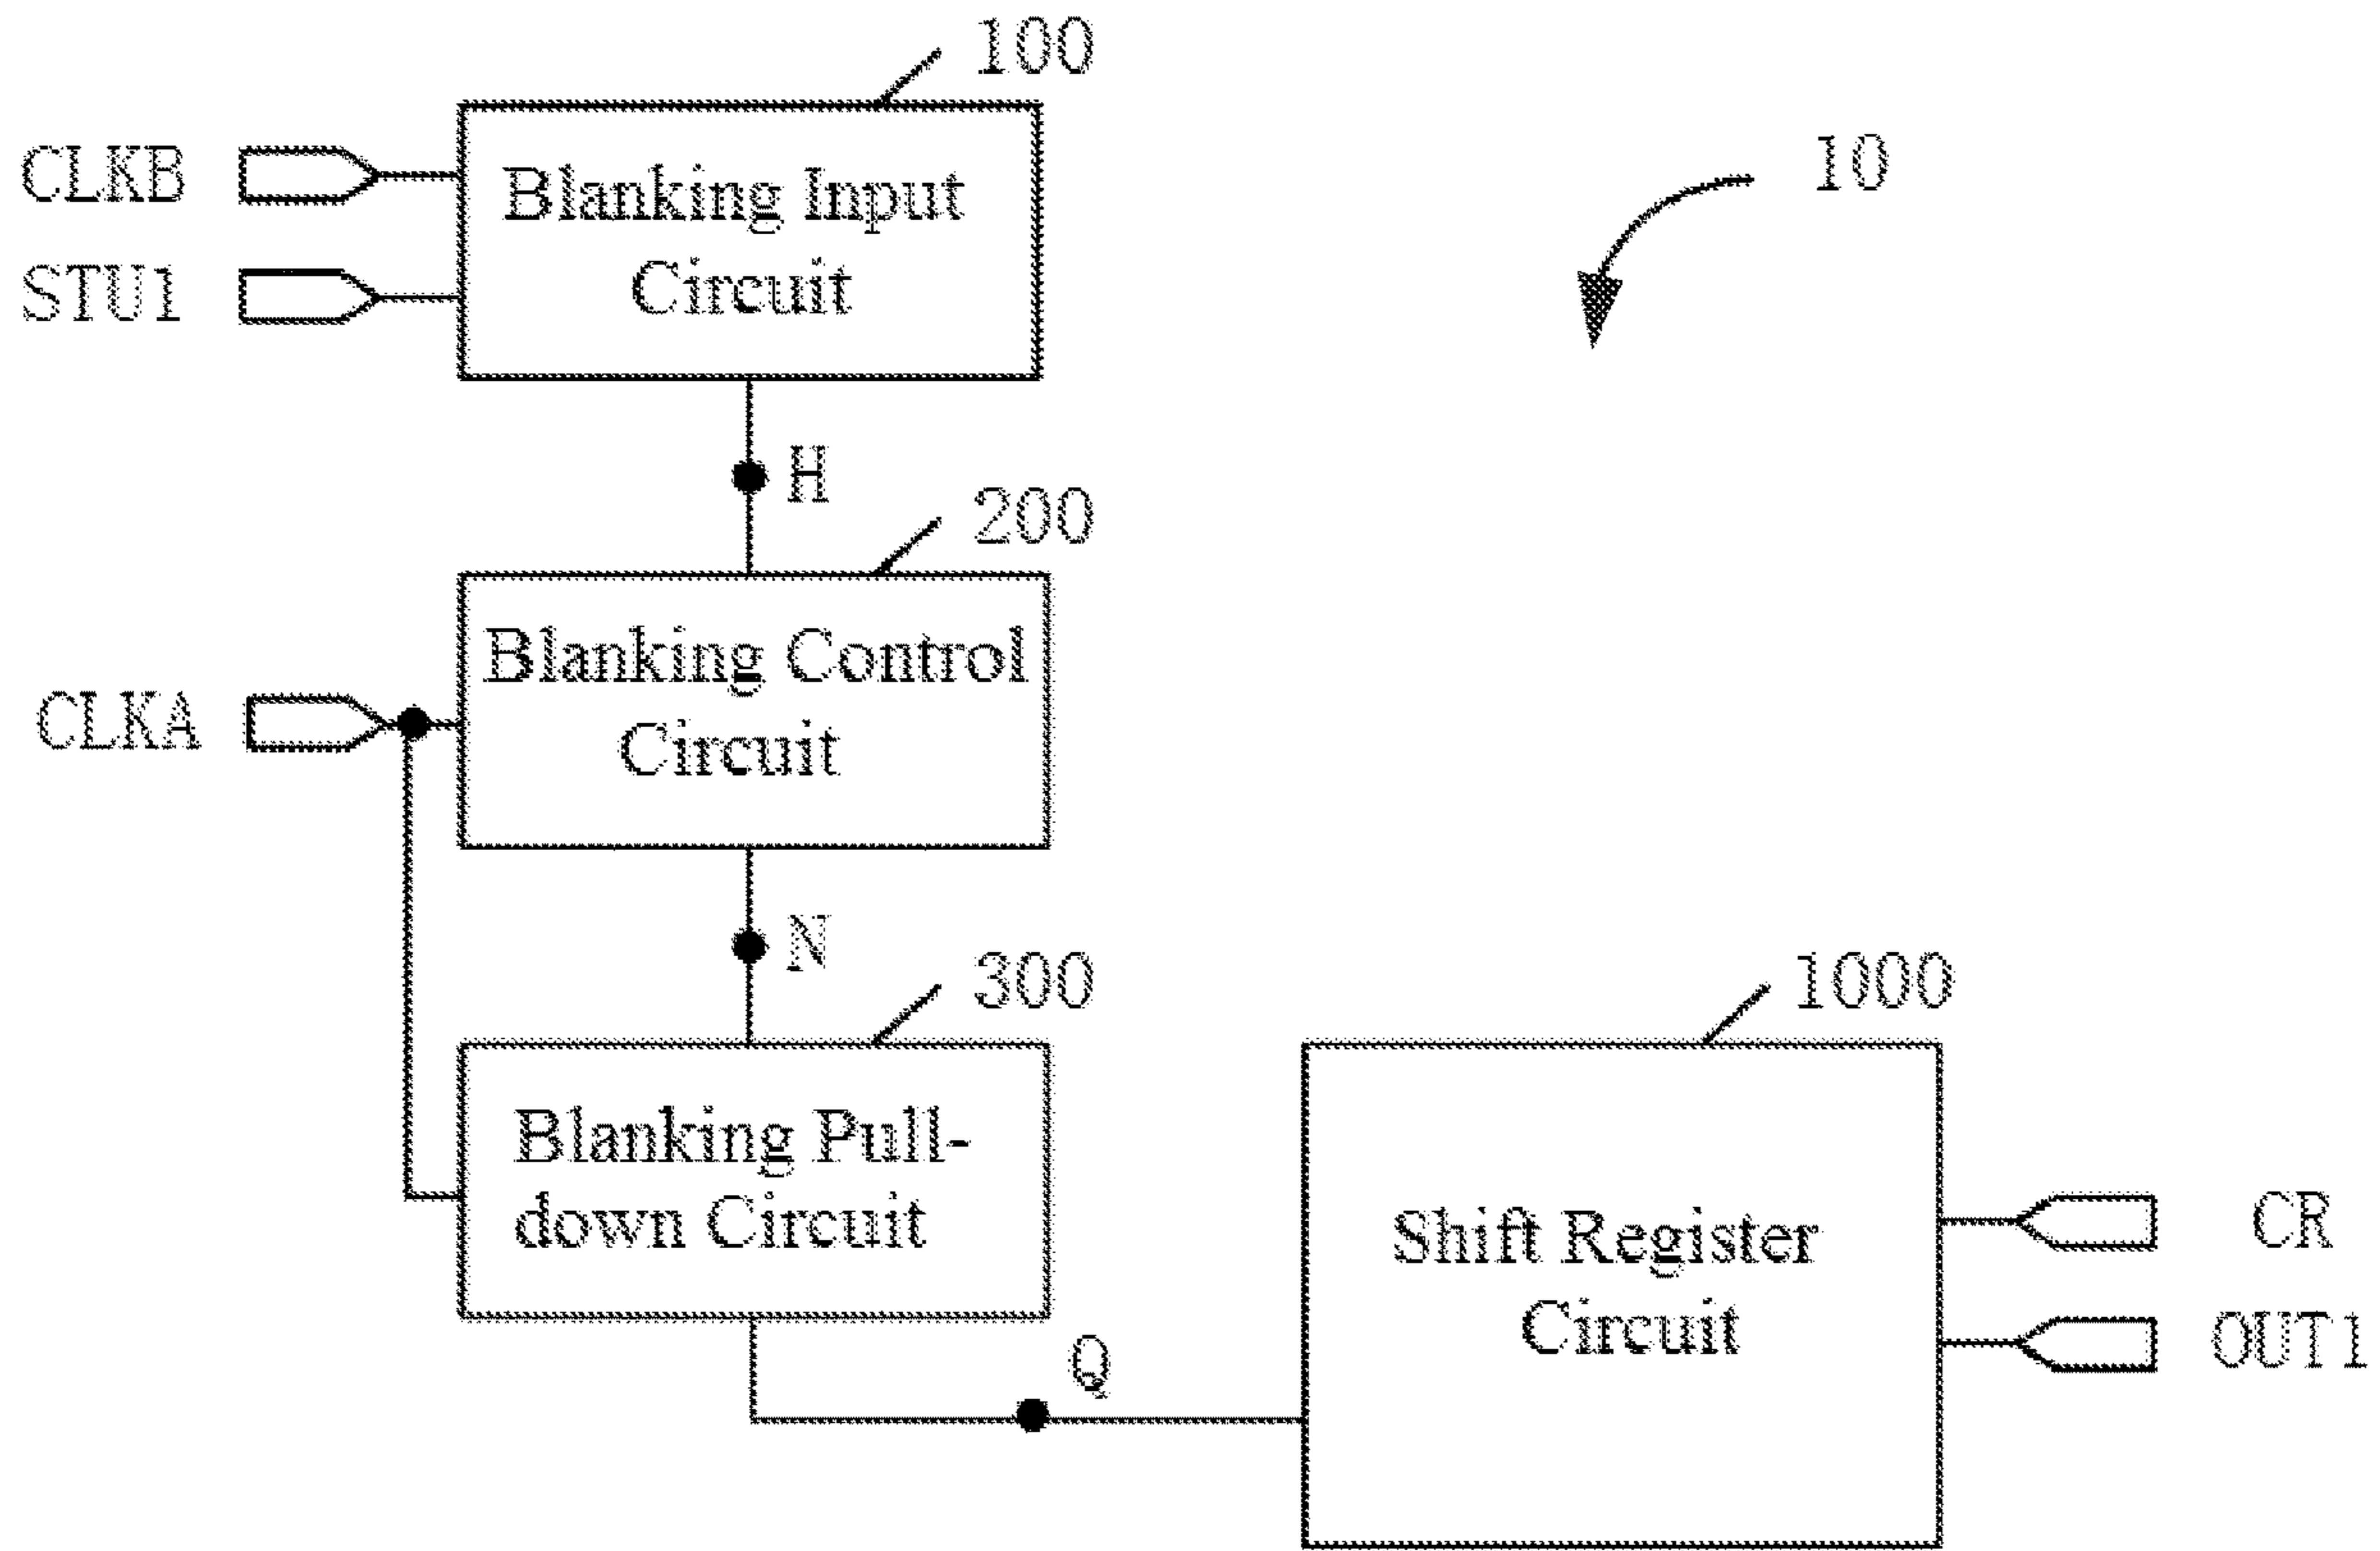 100
CLKB
Blanking Input
Circuit
10
STU1
H
200
Blanking Control
Circuit
CLKA
N
300
1000
Blanking Pull-
down Circuit
Shift Register
Circuit
CR
OUT1
Q